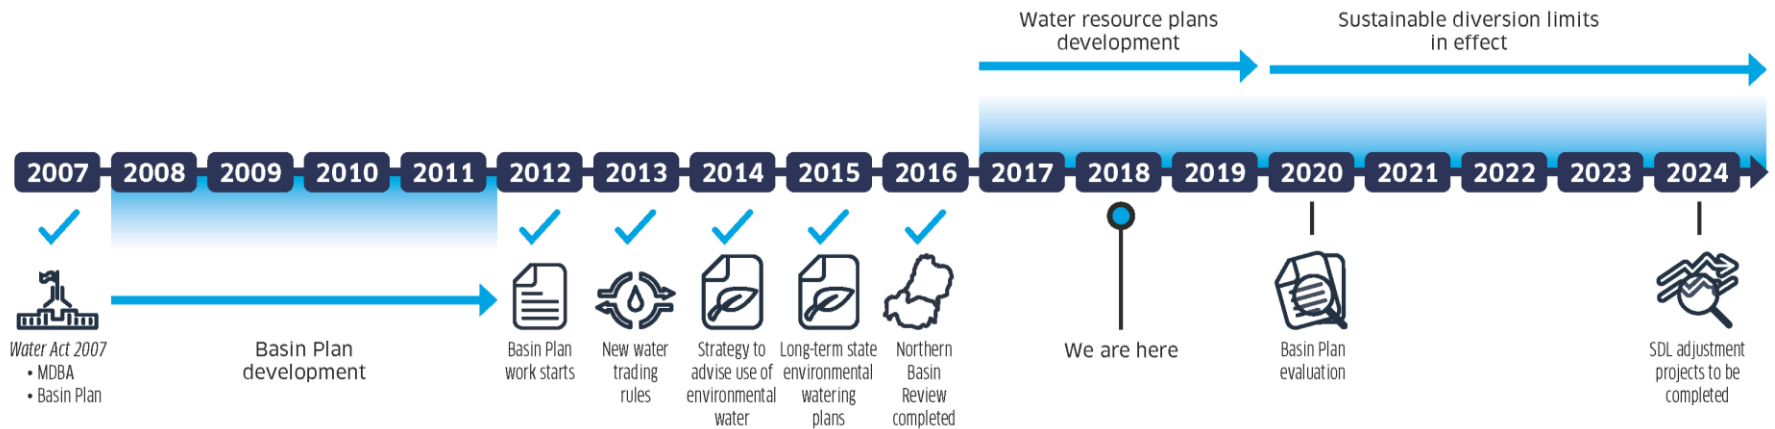 Water resource plans
development
Sustainable diversion limits
in effect
2007 2008 2009 2010 2011 2012 2013 2014 2015 2016 2017 2018 2019 2020 2021 2022 2023 2024
Water Act 2007
• MDBA
• Basin Plan
Basin Plan
development
Basin Plan
work starts
New water
trading
rules
Strategy to
advise use of
environmental
water
Long-term state
environmental
watering
plans
Northern
Basin
Review
completed
We are here
Basin Plan
evaluation
SDL adjustment
projects to be
completed